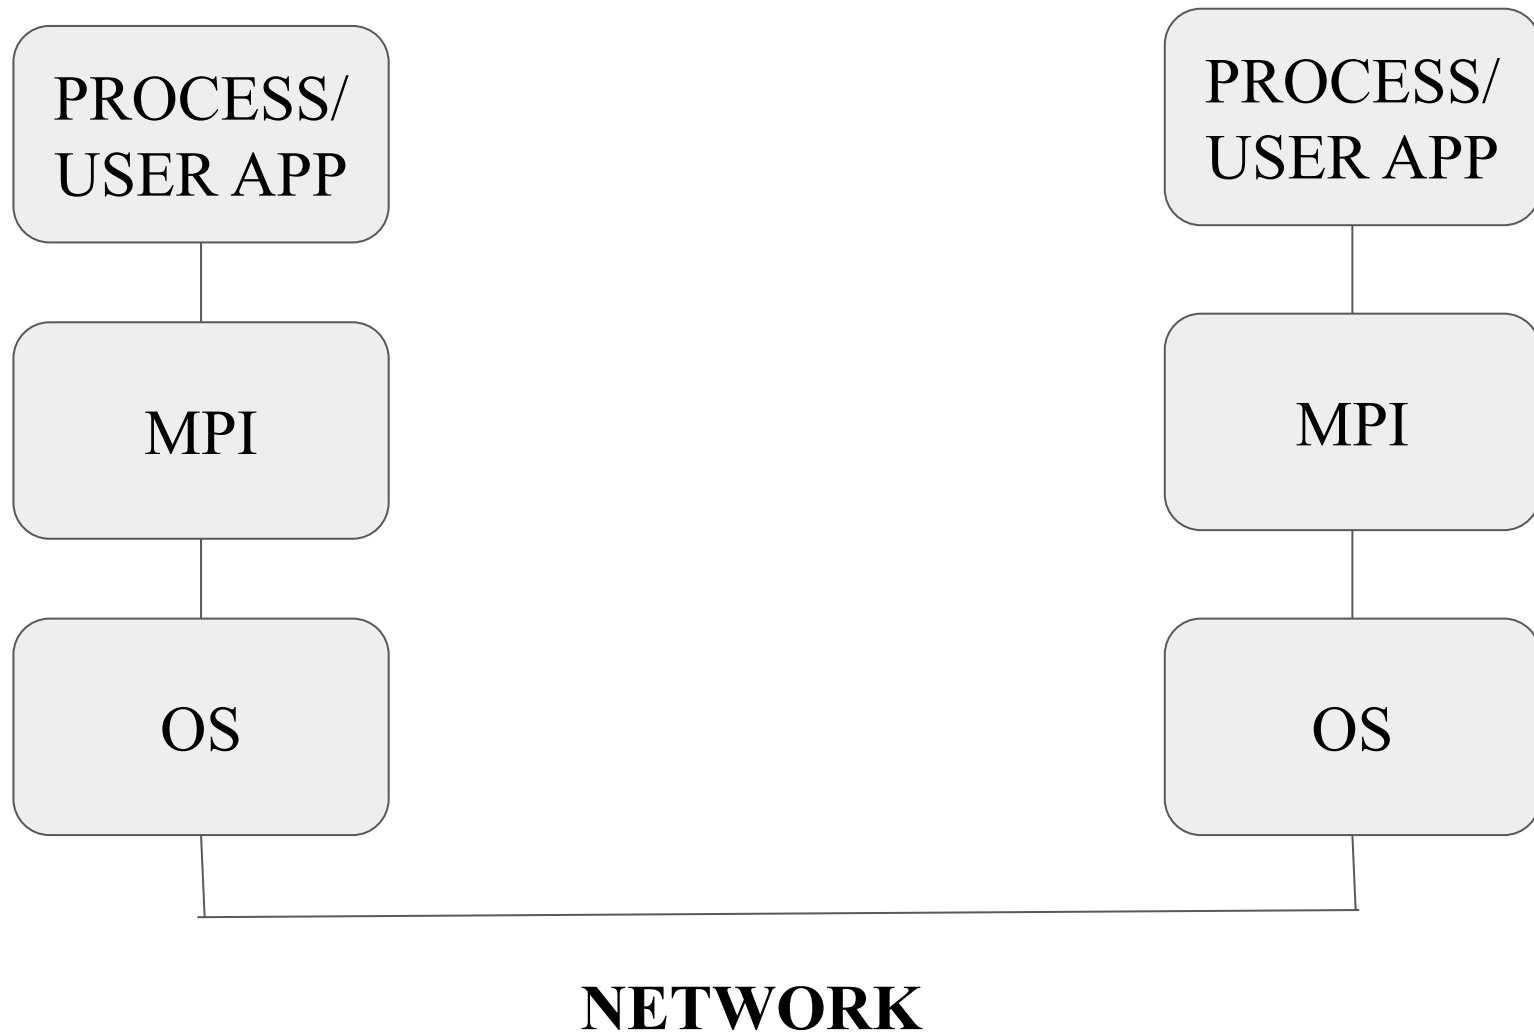 PROCESS/
USER APP
MPI
OS
PROCESS/
USER APP
MPI
OS
NETWORK